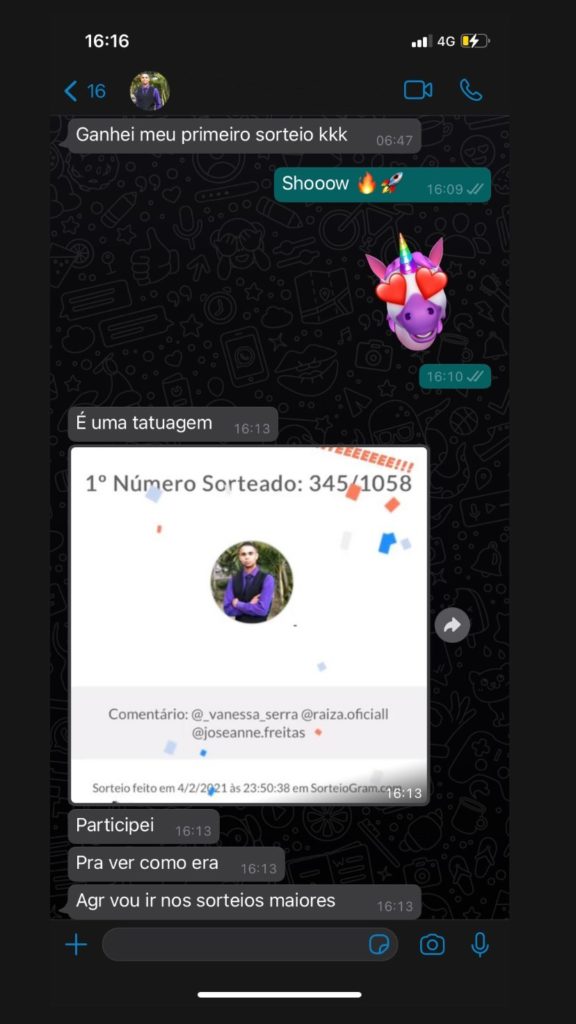 16:16
4G
16
Ganhei meu primeiro sorteio kkk 06:47
Shooow 🔥🚀 16:09
16:10
É uma tatuagem 16:13
EEEEEE!!!
1º Número Sorteado: 345/1058
Comentário: @_vanessa_serra @raiza.oficiall
@joseanne.freitas
Sorteio feito em 4/2/2021 às 23:50:38 em SorteioGram.com
16:13
Participei 16:13
Pra ver como era 16:13
Agr vou ir nos sorteios maiores 16:13